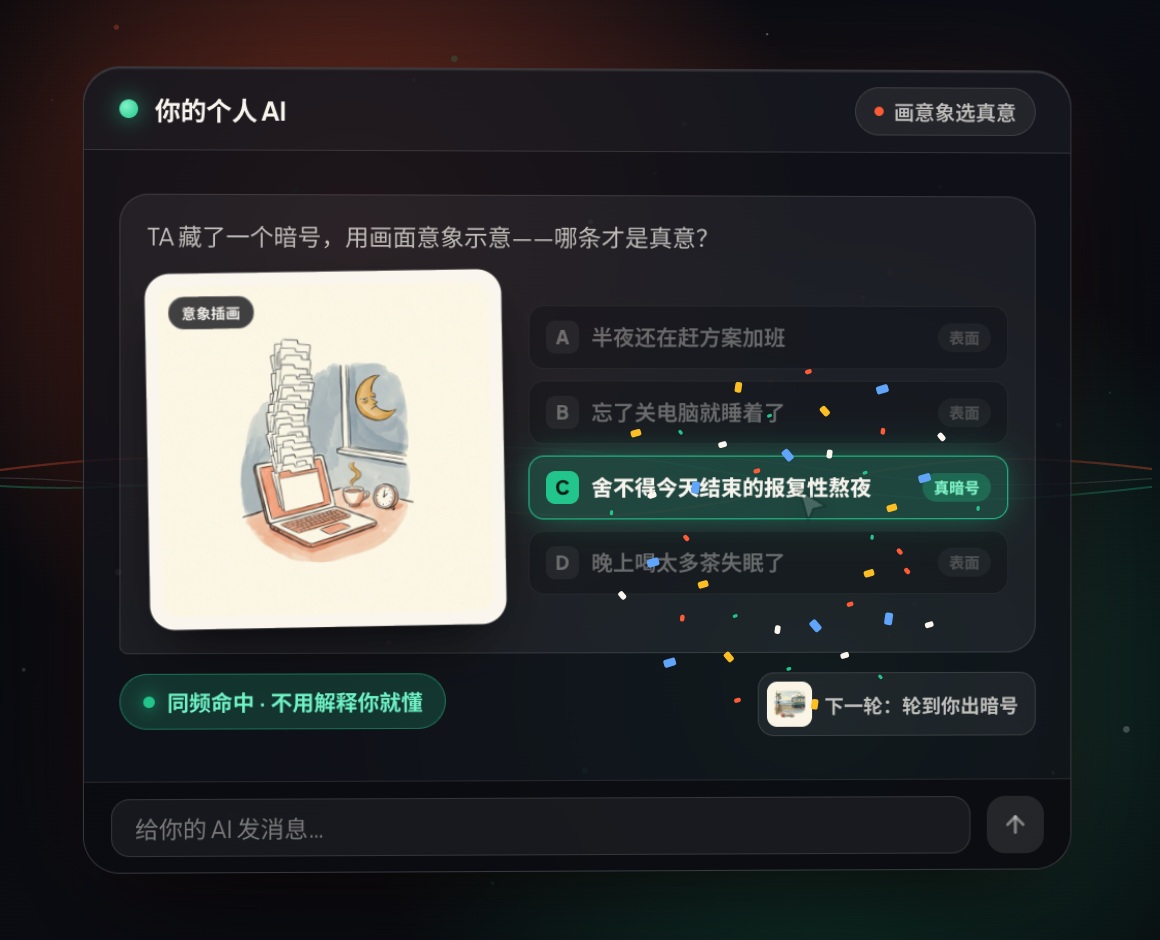 你的个人 AI
画意象选真意
TA 藏了一个暗号，用画面意象示意——哪条才是真意？
意象插画
A 半夜还在赶方案加班 表面
B 忘了关电脑就睡着了 表面
C 舍不得今天结束的报复性熬夜 真暗号
D 晚上喝太多茶失眠了 表面
同频命中 · 不用解释你就懂
下一轮：轮到你出暗号
给你的 AI 发消息…